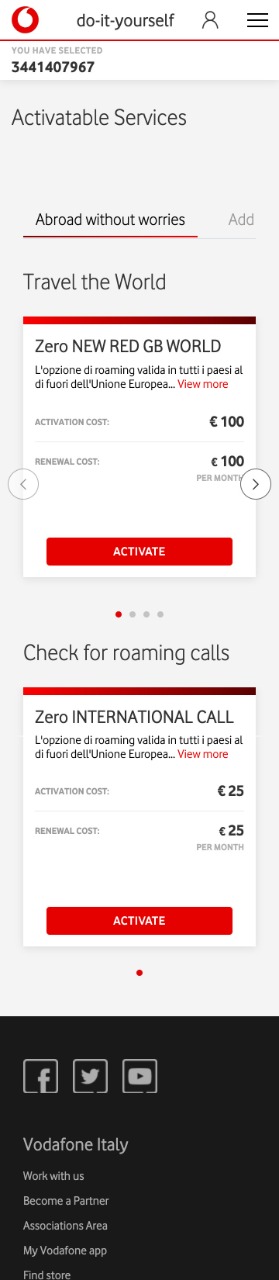 do-it-yourself
YOU HAVE SELECTED
3441407967
Activatable Services
Abroad without worries Add
Travel the World
Zero NEW RED GB WORLD
L'opzione di roaming valida in tutti i paesi al
di fuori dell'Unione Europea... View more
ACTIVATION COST: € 100
RENEWAL COST: € 100
PER MONTH
ACTIVATE
Check for roaming calls
Zero INTERNATIONAL CALL
L'opzione di roaming valida in tutti i paesi al
di fuori dell'Unione Europea... View more
ACTIVATION COST: € 25
RENEWAL COST: € 25
PER MONTH
ACTIVATE
Vodafone Italy
Work with us
Become a Partner
Associations Area
My Vodafone app
Find store